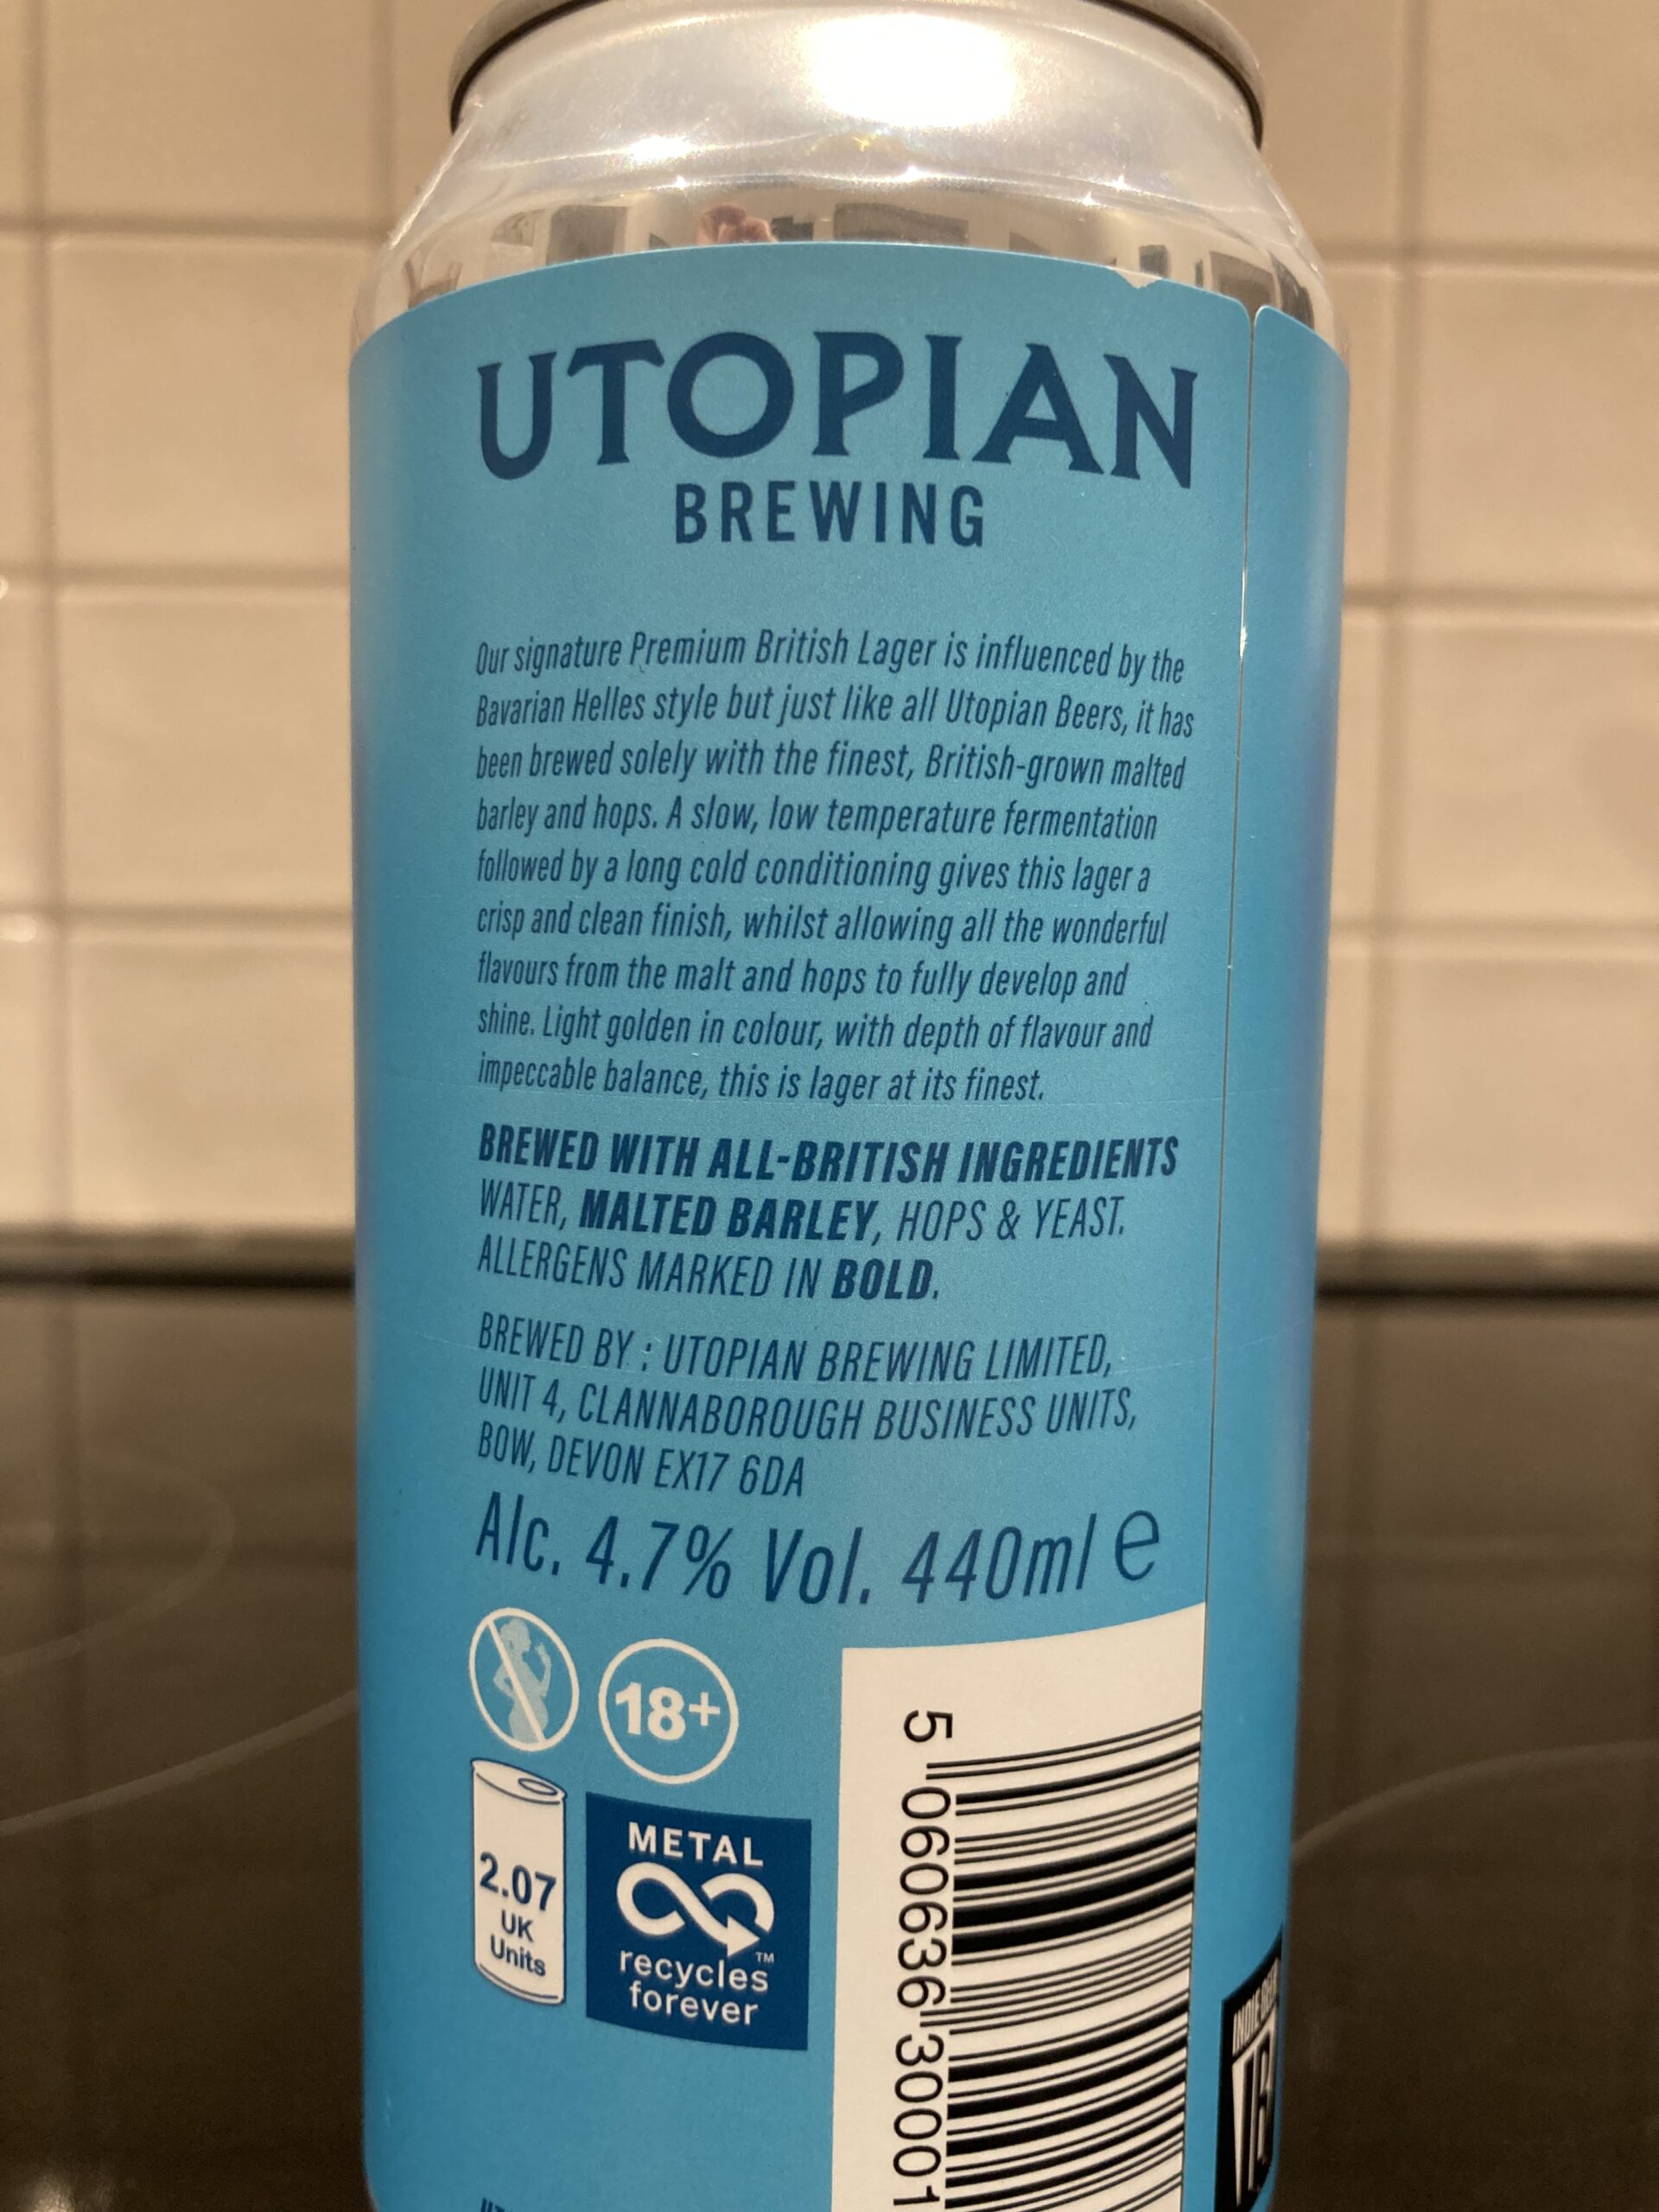 UTOPIAN
BREWING
Our signature Premium British Lager is influenced by the
Bavarian Helles style but just like all Utopian Beers, it has
been brewed solely with the finest, British-grown malted
barley and hops. A slow, low temperature fermentation
followed by a long cold conditioning gives this lager a
crisp and clean finish, whilst allowing all the wonderful
flavours from the malt and hops to fully develop and
shine. Light golden in colour, with depth of flavour and
impeccable balance, this is lager at its finest.
BREWED WITH ALL-BRITISH INGREDIENTS
WATER, MALTED BARLEY, HOPS & YEAST.
ALLERGENS MARKED IN BOLD.
BREWED BY : UTOPIAN BREWING LIMITED,
UNIT 4, CLANNABOROUGH BUSINESS UNITS,
BOW, DEVON EX17 6DA
Alc. 4.7% Vol. 440ml e
18+
2.07
UK
Units
METAL
TM
recycles
forever
5 060636 30001